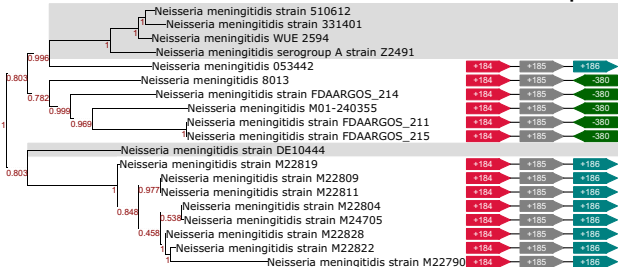 Neisseria meningitidis strain 510612
1 Neisseria meningitidis strain 331401
1 Neisseria meningitidis WUE 2594
0.996 1 Neisseria meningitidis serogroup A strain Z2491
Neisseria meningitidis 053442 +184 +185 +186
0.803 Neisseria meningitidis 8013 +184 +185 -380
0.782 Neisseria meningitidis strain FDAARGOS_214 +184 +185 -380
0.999 Neisseria meningitidis M01-240355 +184 +185 -380
0.969 Neisseria meningitidis strain FDAARGOS_211 +184 +185 -380
1 1 Neisseria meningitidis strain FDAARGOS_215 +184 +185 -380
Neisseria meningitidis strain DE10444
0.803 Neisseria meningitidis strain M22819 +184 +185 +186
1 0.977 Neisseria meningitidis strain M22809 +184 +185 +186
Neisseria meningitidis strain M22811 +184 +185 +186
0.848 Neisseria meningitidis strain M22804 +184 +185 +186
0.538 Neisseria meningitidis strain M24705 +184 +185 +186
0.458 Neisseria meningitidis strain M22828 +184 +185 +186
1 Neisseria meningitidis strain M22822 +184 +185 +186
1 Neisseria meningitidis strain M22790 +184 +185 +186